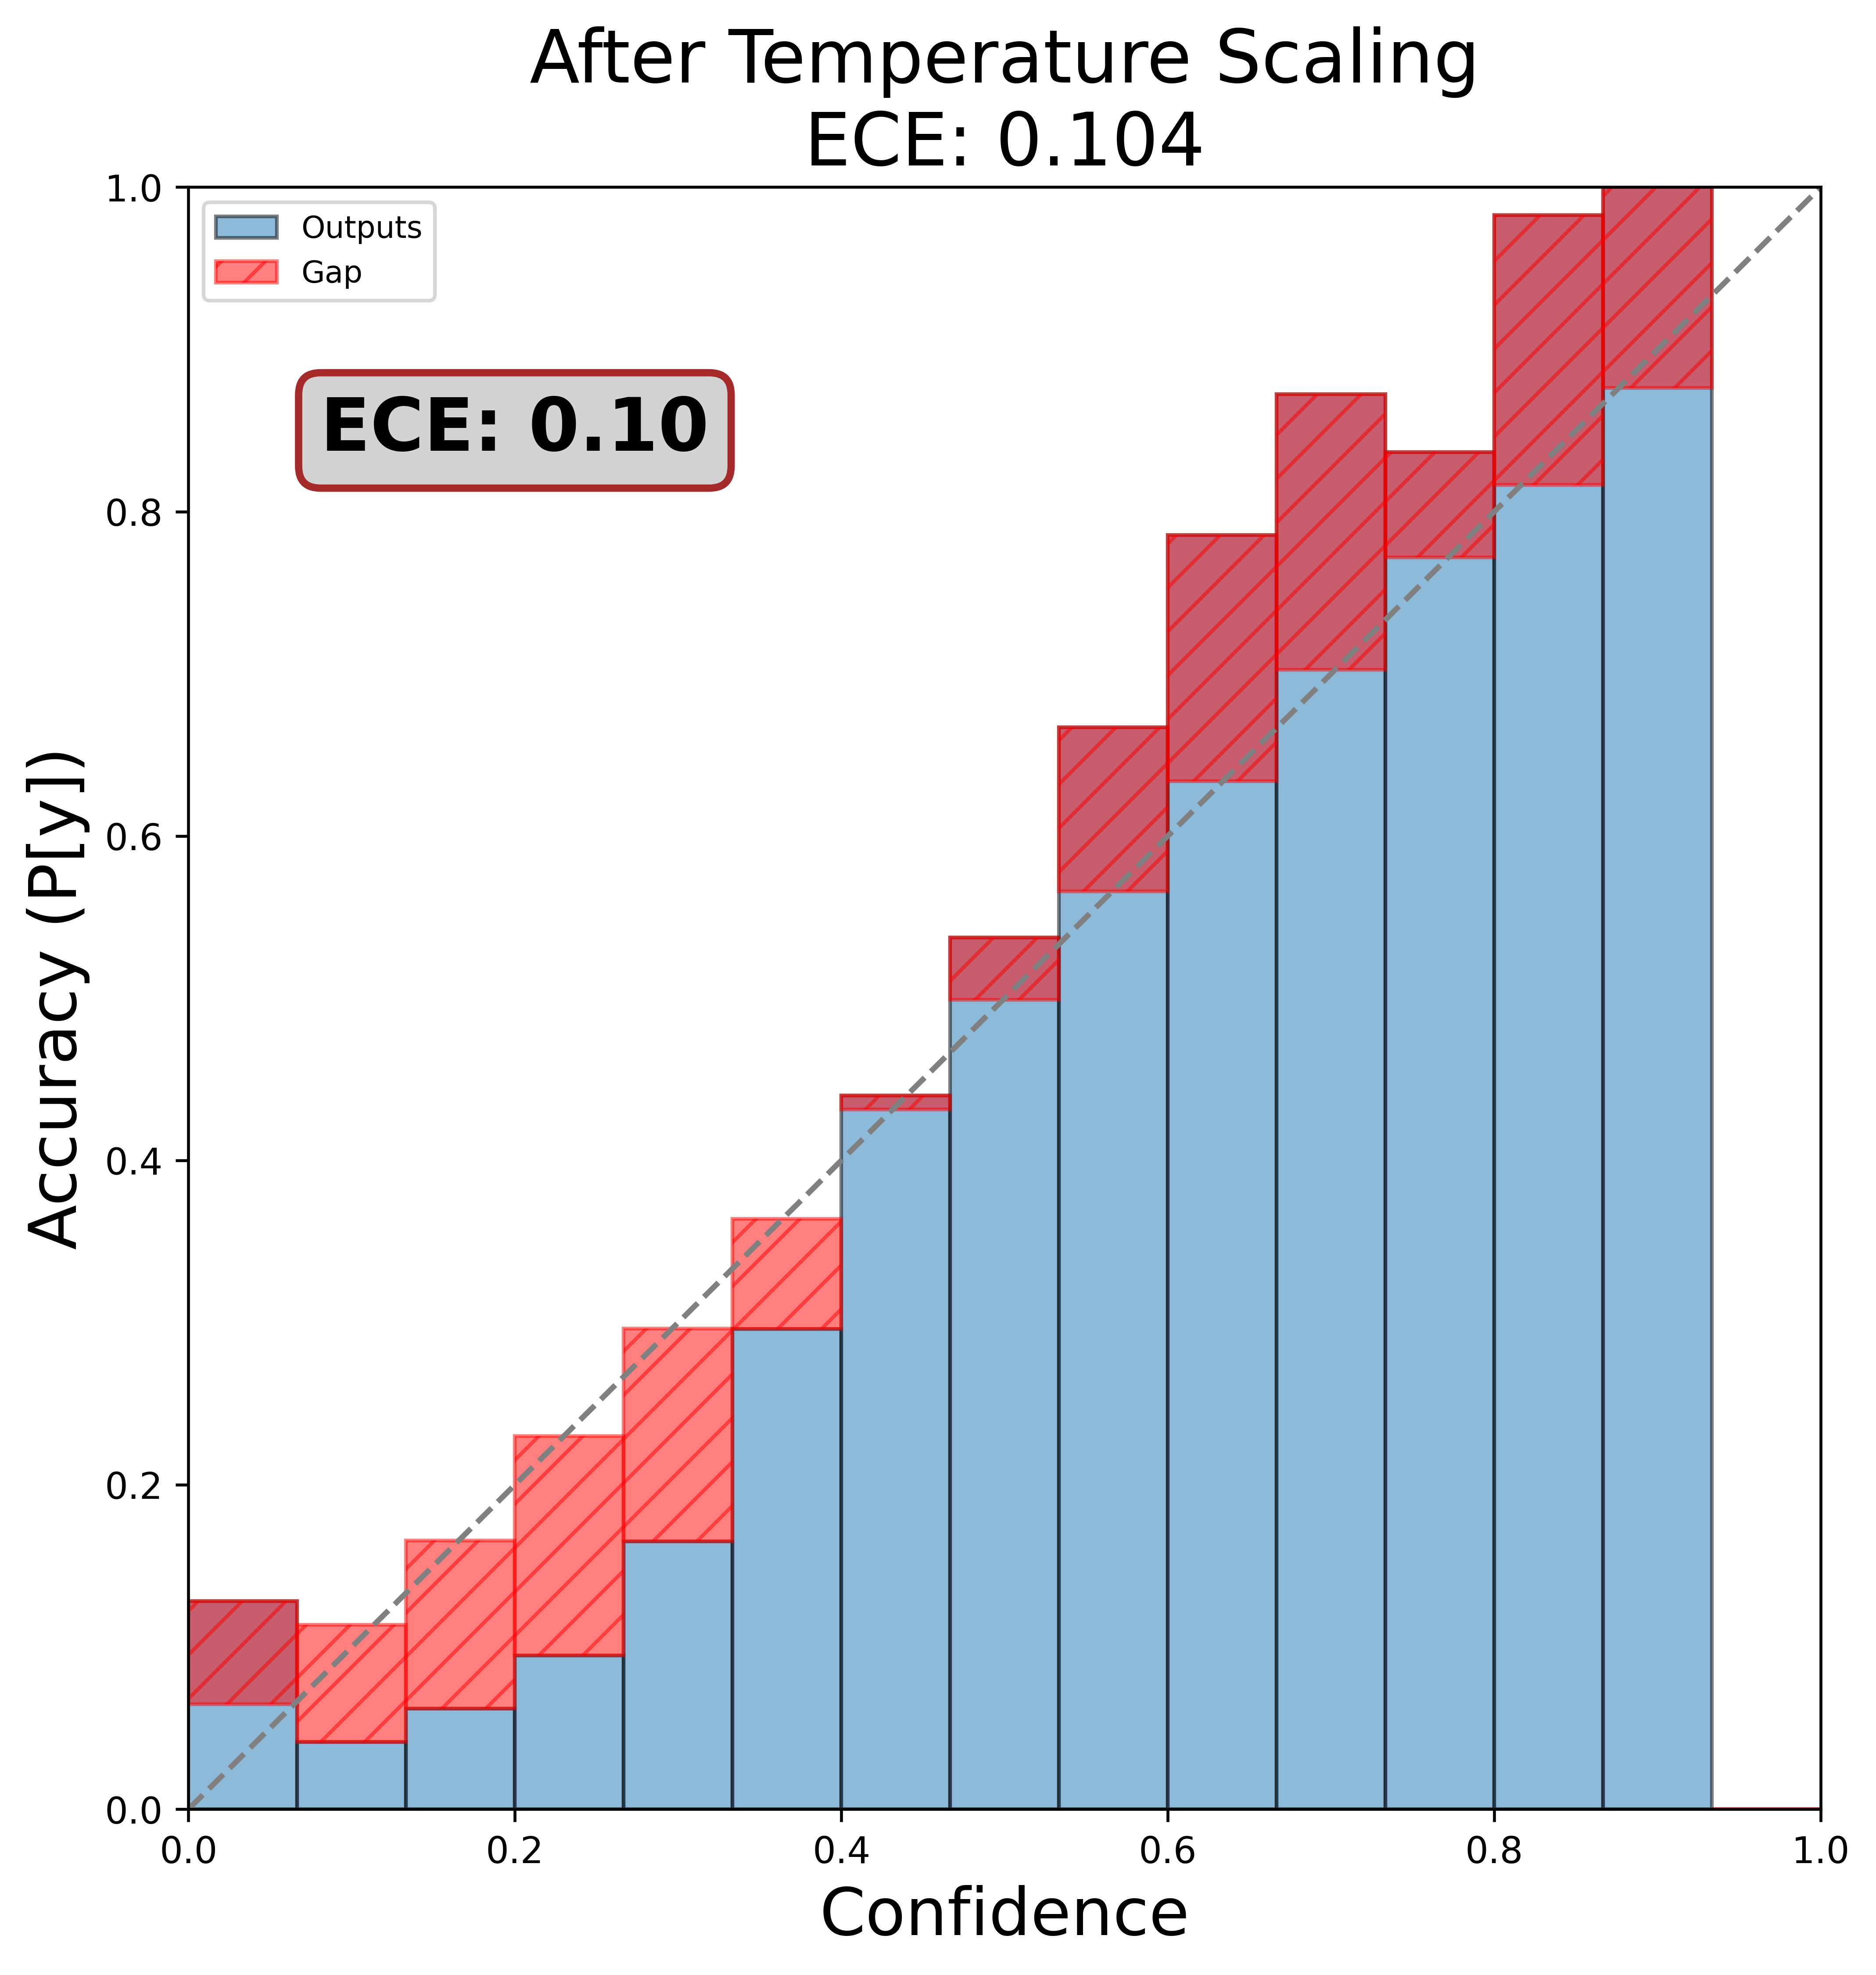 After Temperature Scaling
ECE: 0.104
1.0
Outputs
Gap
ECE: 0.10
0.8
0.6
Accuracy (P[y])
0.4
0.2
0.0
0.0 0.2 0.4 0.6 0.8 1.0
Confidence